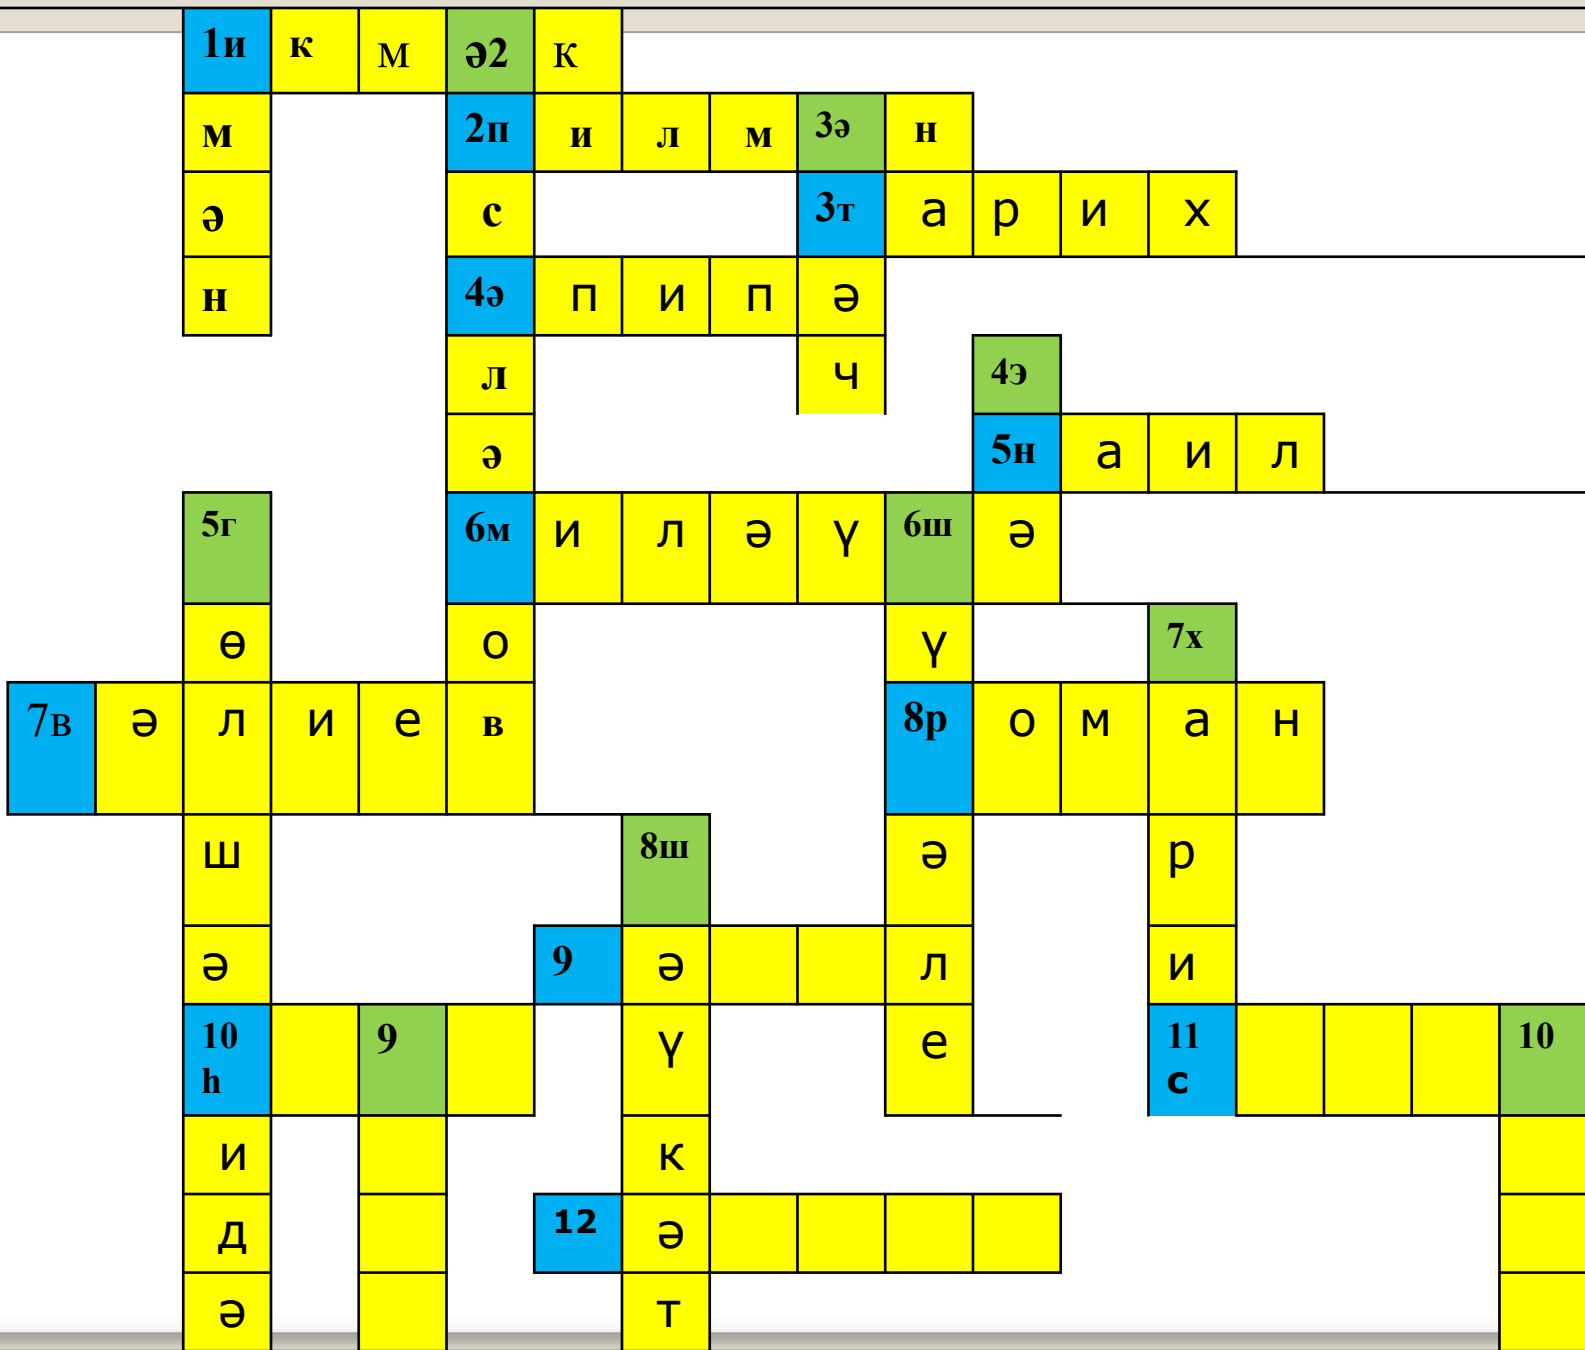 1и к м ә2 к
м 2п и л м 3ә н
ә с 3т а р и х
н 4ә п и п ә
л ч 4э
ә 5н а и л
5г 6м и л ә ү 6ш ә
ө о ү 7х
7в ә л и е в 8р о м а н
ш 8ш ә р
ә 9 ә л и
10 һ 9 ү е 11 с 10
и к
д 12 ә
ә т